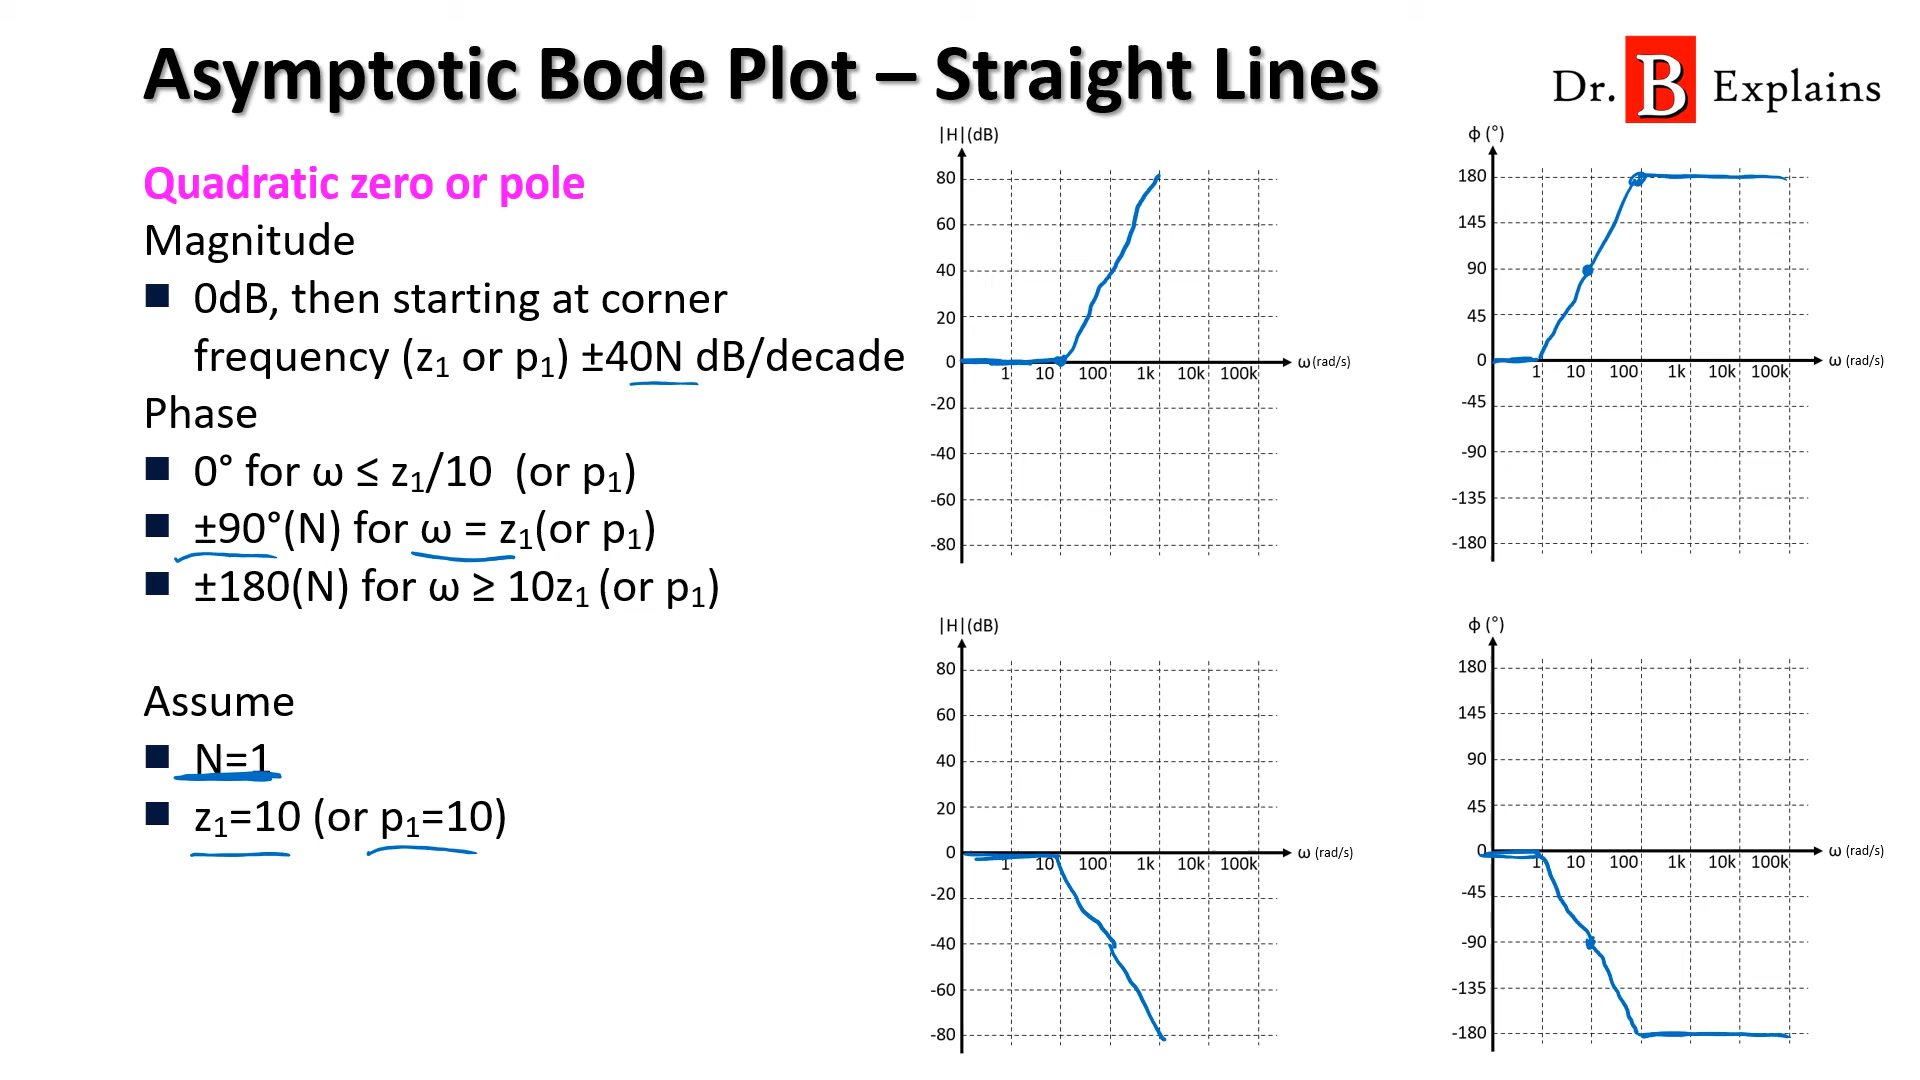 Asymptotic Bode Plot – Straight Lines
Dr. B Explains
Quadratic zero or pole
Magnitude
■ 0dB, then starting at corner
frequency (z₁ or p₁) ±40N dB/decade
Phase
■ 0° for ω ≤ z₁/10 (or p₁)
■ ±90°(N) for ω = z₁(or p₁)
■ ±180(N) for ω ≥ 10z₁ (or p₁)
Assume
■ N=1
■ z₁=10 (or p₁=10)
|H|(dB)
80
60
40
20
0
1 10 100 1k 10k 100k
ω (rad/s)
-20
-40
-60
-80
ϕ (°)
180
145
90
45
0
1 10 100 1k 10k 100k
ω (rad/s)
-45
-90
-135
-180
|H|(dB)
80
60
40
20
0
1 10 100 1k 10k 100k
ω (rad/s)
-20
-40
-60
-80
ϕ (°)
180
145
90
45
0
1 10 100 1k 10k 100k
ω (rad/s)
-45
-90
-135
-180